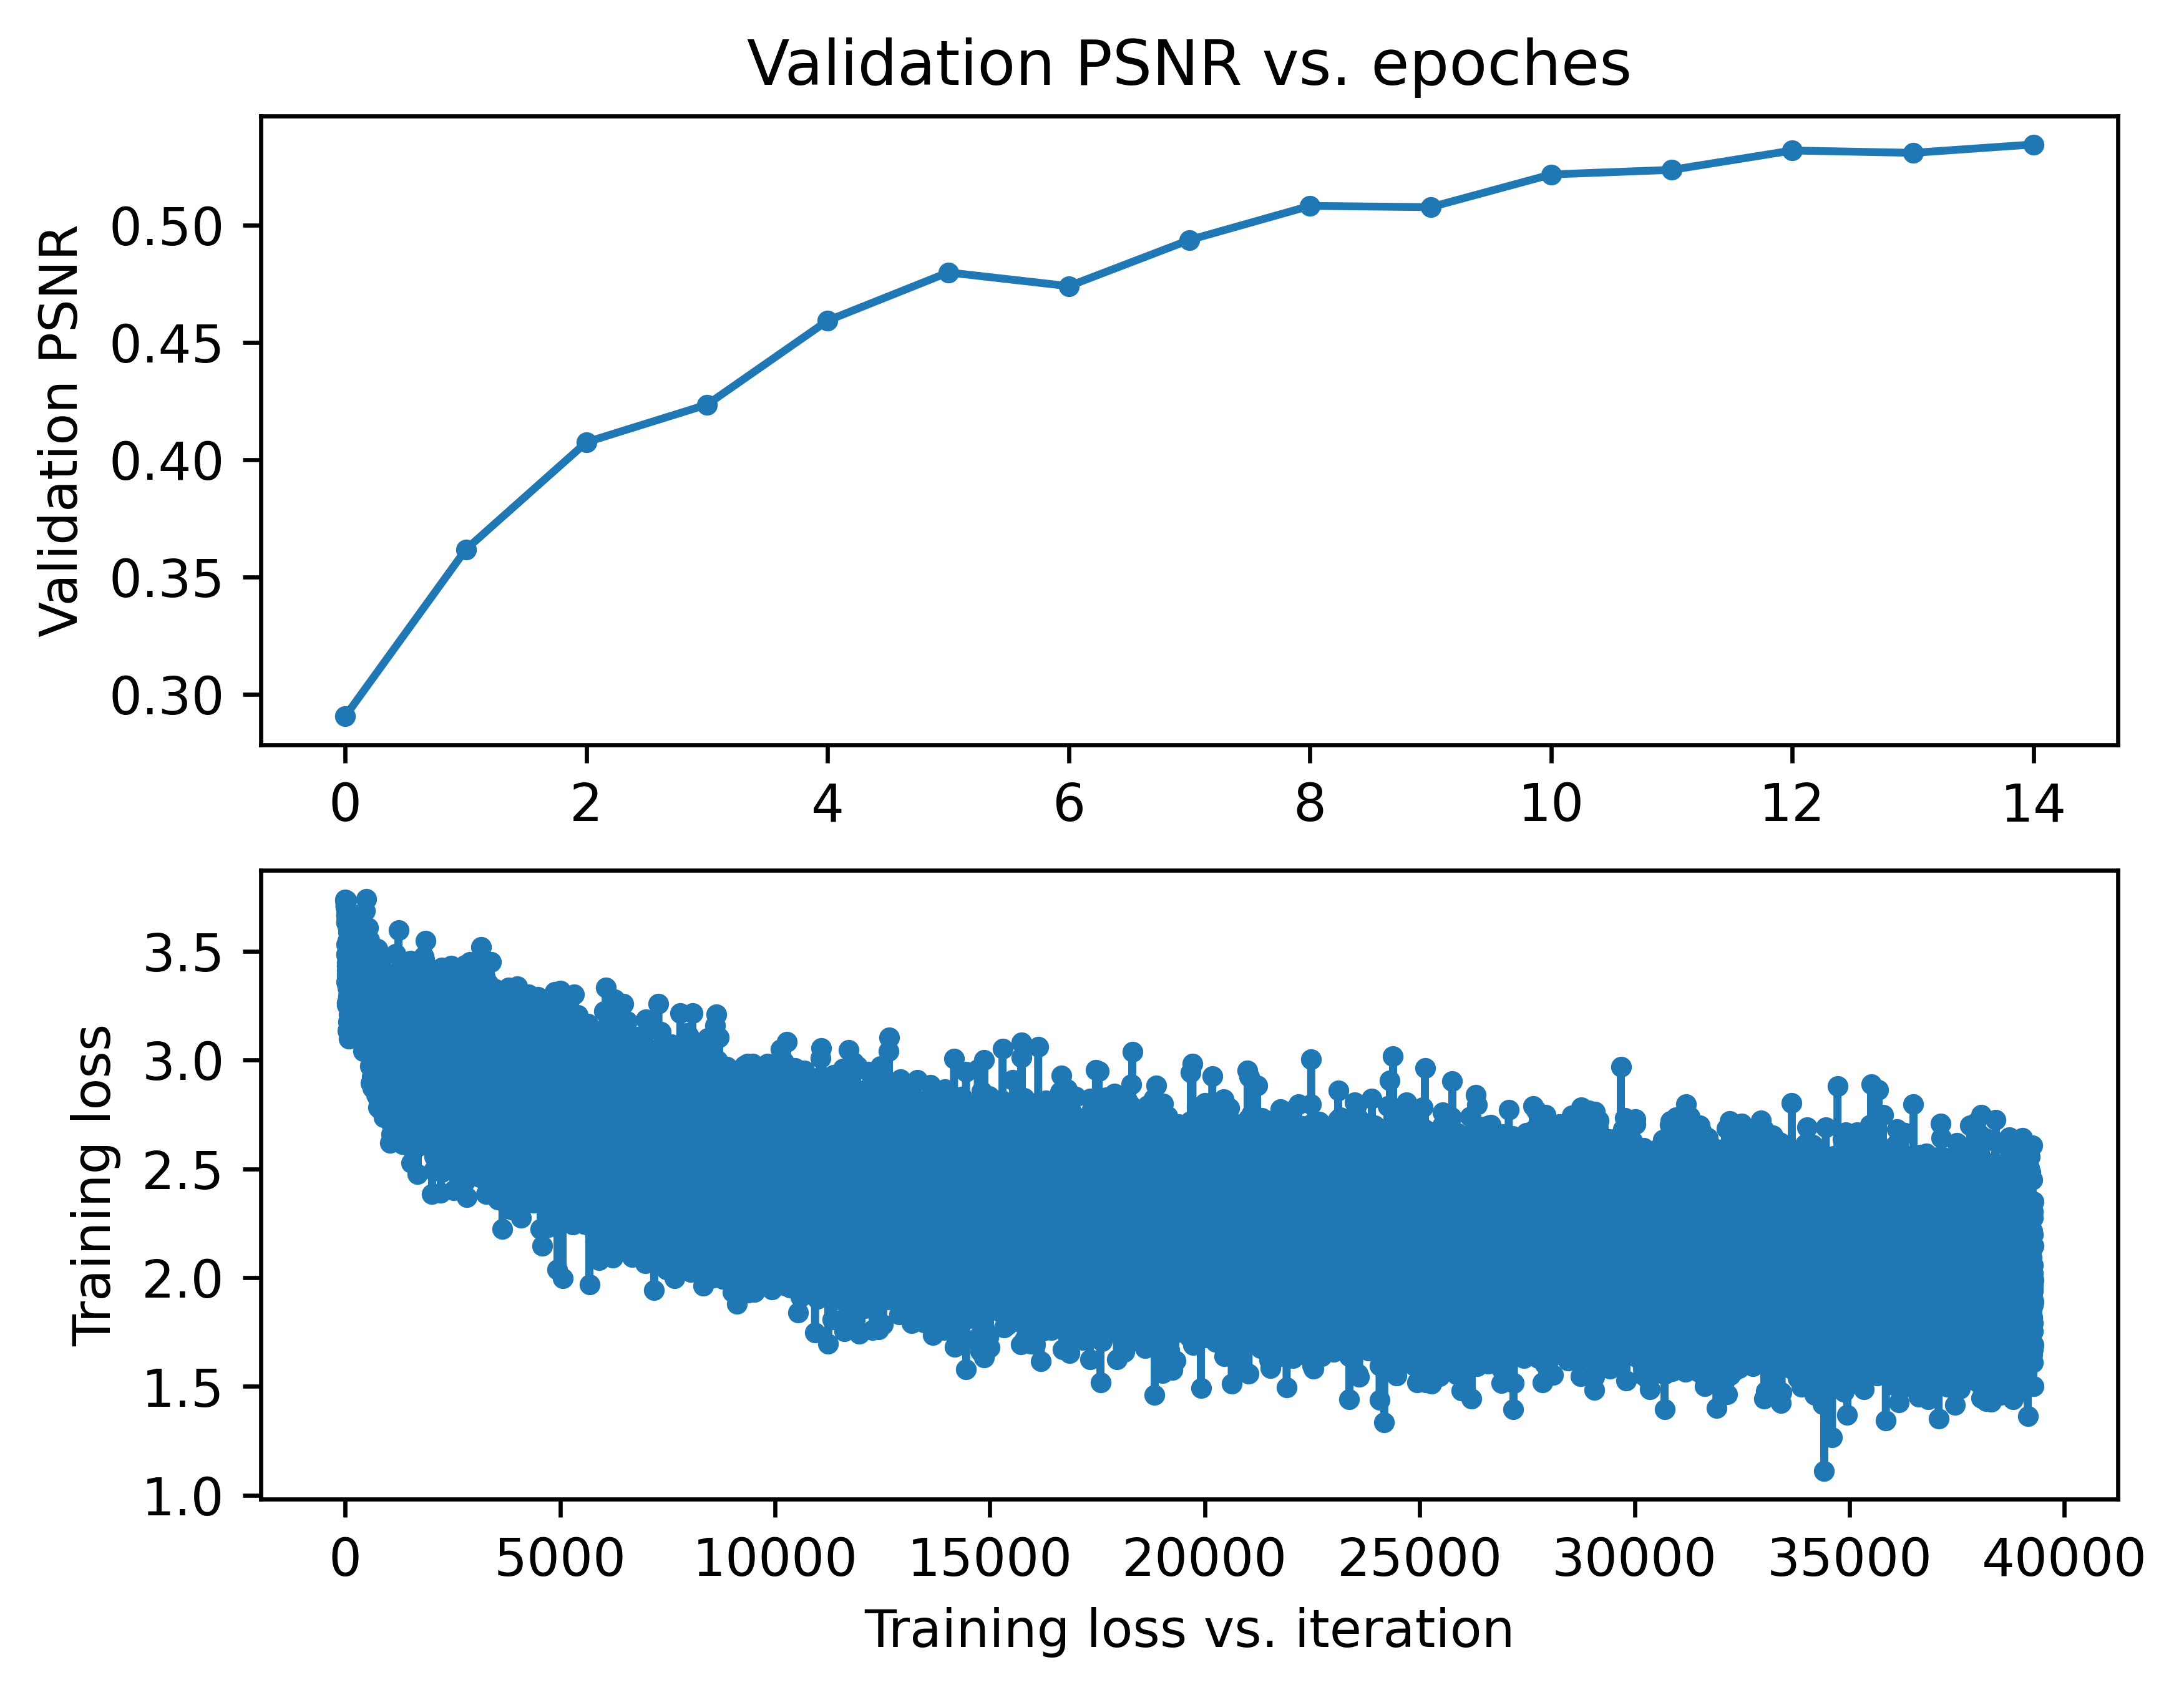 Validation PSNR vs. epoches
Validation PSNR
0.50
0.45
0.40
0.35
0.30
0 2 4 6 8 10 12 14
Training loss
3.5
3.0
2.5
2.0
1.5
1.0
0 5000 10000 15000 20000 25000 30000 35000 40000
Training loss vs. iteration